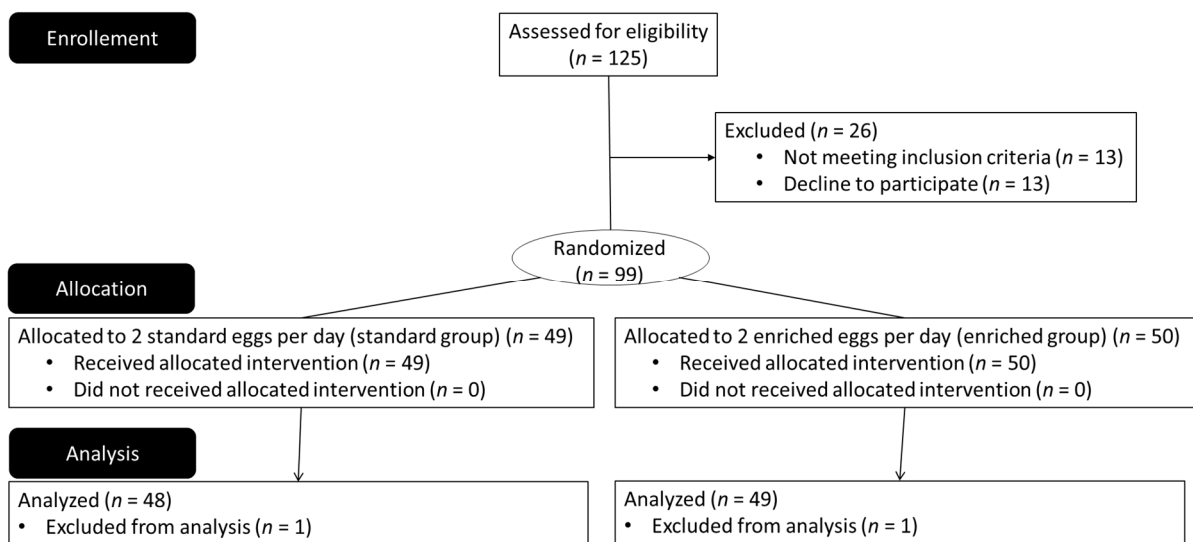 Enrollement
Assessed for eligibility
(n = 125)
Excluded (n = 26)
• Not meeting inclusion criteria (n = 13)
• Decline to participate (n = 13)
Randomized
(n = 99)
Allocation
Allocated to 2 standard eggs per day (standard group) (n = 49)
• Received allocated intervention (n = 49)
• Did not received allocated intervention (n = 0)
Allocated to 2 enriched eggs per day (enriched group) (n = 50)
• Received allocated intervention (n = 50)
• Did not received allocated intervention (n = 0)
Analysis
Analyzed (n = 48)
• Excluded from analysis (n = 1)
Analyzed (n = 49)
• Excluded from analysis (n = 1)